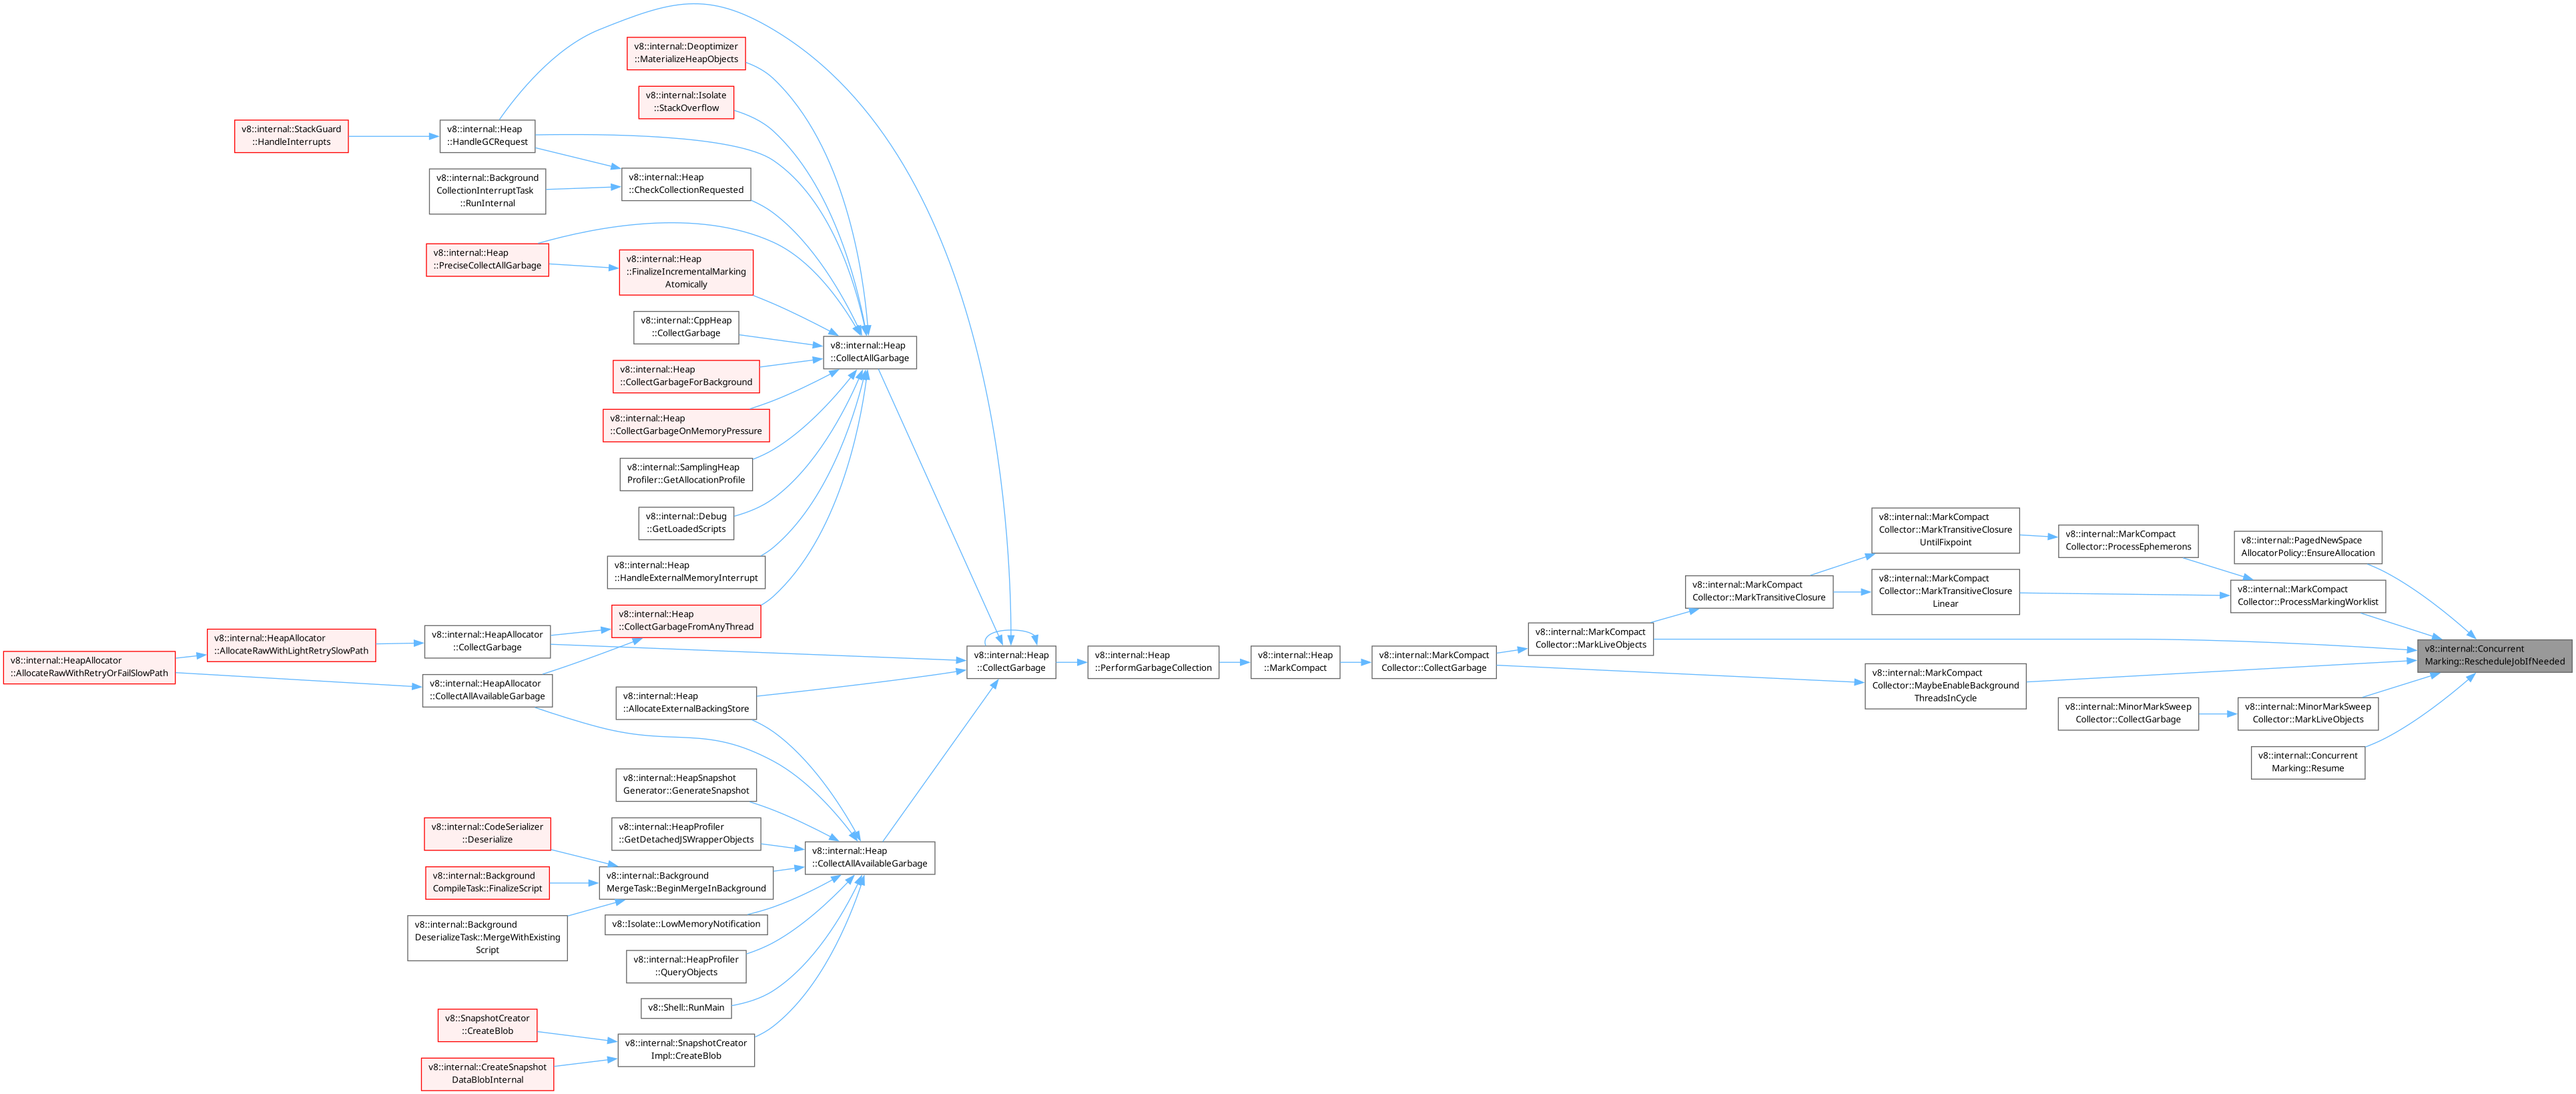 v8::internal::Deoptimizer
::MaterializeHeapObjects
v8::internal::Isolate
::StackOverflow
v8::internal::StackGuard
::HandleInterrupts
v8::internal::Heap
::HandleGCRequest
v8::internal::Background
CollectionInterruptTask
::RunInternal
v8::internal::Heap
::CheckCollectionRequested
v8::internal::Heap
::PreciseCollectAllGarbage
v8::internal::Heap
::FinalizeIncrementalMarking
Atomically
v8::internal::CppHeap
::CollectGarbage
v8::internal::Heap
::CollectAllGarbage
v8::internal::Heap
::CollectGarbageForBackground
v8::internal::Heap
::CollectGarbageOnMemoryPressure
v8::internal::SamplingHeap
Profiler::GetAllocationProfile
v8::internal::Debug
::GetLoadedScripts
v8::internal::Heap
::HandleExternalMemoryInterrupt
v8::internal::Heap
::CollectGarbageFromAnyThread
v8::internal::HeapAllocator
::CollectGarbage
v8::internal::HeapAllocator
::AllocateRawWithLightRetrySlowPath
v8::internal::HeapAllocator
::AllocateRawWithRetryOrFailSlowPath
v8::internal::HeapAllocator
::CollectAllAvailableGarbage
v8::internal::Heap
::AllocateExternalBackingStore
v8::internal::Heap
::CollectGarbage
v8::internal::Heap
::PerformGarbageCollection
v8::internal::Heap
::MarkCompact
v8::internal::MarkCompact
Collector::CollectGarbage
v8::internal::MarkCompact
Collector::MarkLiveObjects
v8::internal::MarkCompact
Collector::MarkTransitiveClosure
v8::internal::MarkCompact
Collector::MarkTransitiveClosure
UntilFixpoint
v8::internal::MarkCompact
Collector::MarkTransitiveClosure
Linear
v8::internal::MarkCompact
Collector::MaybeEnableBackground
ThreadsInCycle
v8::internal::MarkCompact
Collector::ProcessEphemerons
v8::internal::PagedNewSpace
AllocatorPolicy::EnsureAllocation
v8::internal::MarkCompact
Collector::ProcessMarkingWorklist
v8::internal::Concurrent
Marking::RescheduleJobIfNeeded
v8::internal::MinorMarkSweep
Collector::CollectGarbage
v8::internal::MinorMarkSweep
Collector::MarkLiveObjects
v8::internal::Concurrent
Marking::Resume
v8::internal::HeapSnapshot
Generator::GenerateSnapshot
v8::internal::HeapProfiler
::GetDetachedJSWrapperObjects
v8::internal::Heap
::CollectAllAvailableGarbage
v8::internal::CodeSerializer
::Deserialize
v8::internal::Background
CompileTask::FinalizeScript
v8::internal::Background
MergeTask::BeginMergeInBackground
v8::internal::Background
DeserializeTask::MergeWithExisting
Script
v8::Isolate::LowMemoryNotification
v8::internal::HeapProfiler
::QueryObjects
v8::Shell::RunMain
v8::SnapshotCreator
::CreateBlob
v8::internal::SnapshotCreator
Impl::CreateBlob
v8::internal::CreateSnapshot
DataBlobInternal